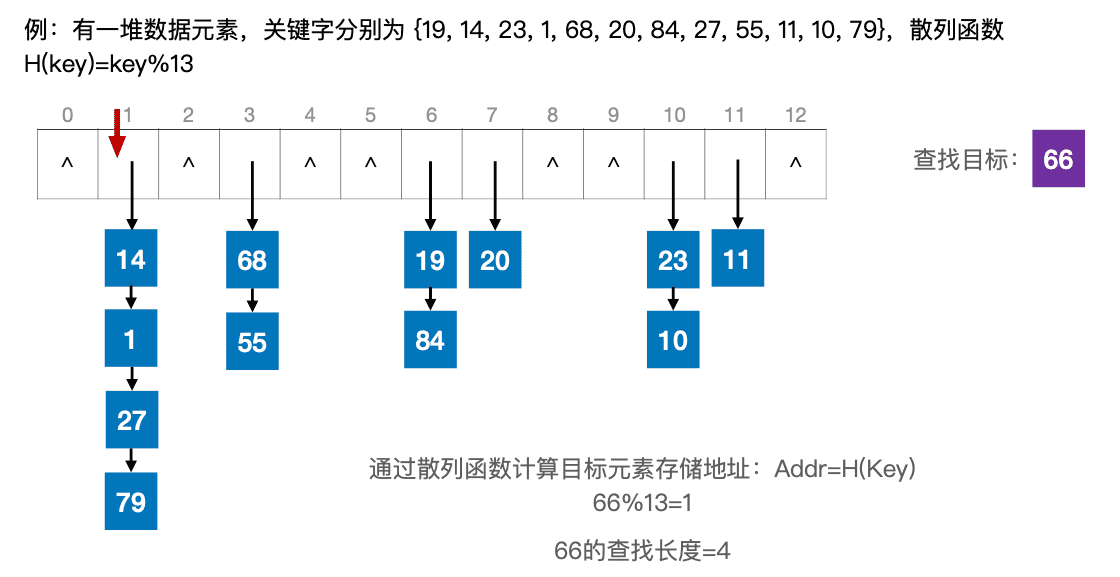 例：有一堆数据元素，关键字分别为 {19, 14, 23, 1, 68, 20, 84, 27, 55, 11, 10, 79}，散列函数
H(key)=key%13
0 1 2 3 4 5 6 7 8 9 10 11 12
^ ^ ^ ^ ^ ^ ^
查找目标：66
14 68 19 20 23 11
1 55 84 10
27
79
通过散列函数计算目标元素存储地址：Addr=H(Key)
66%13=1
66的查找长度=4